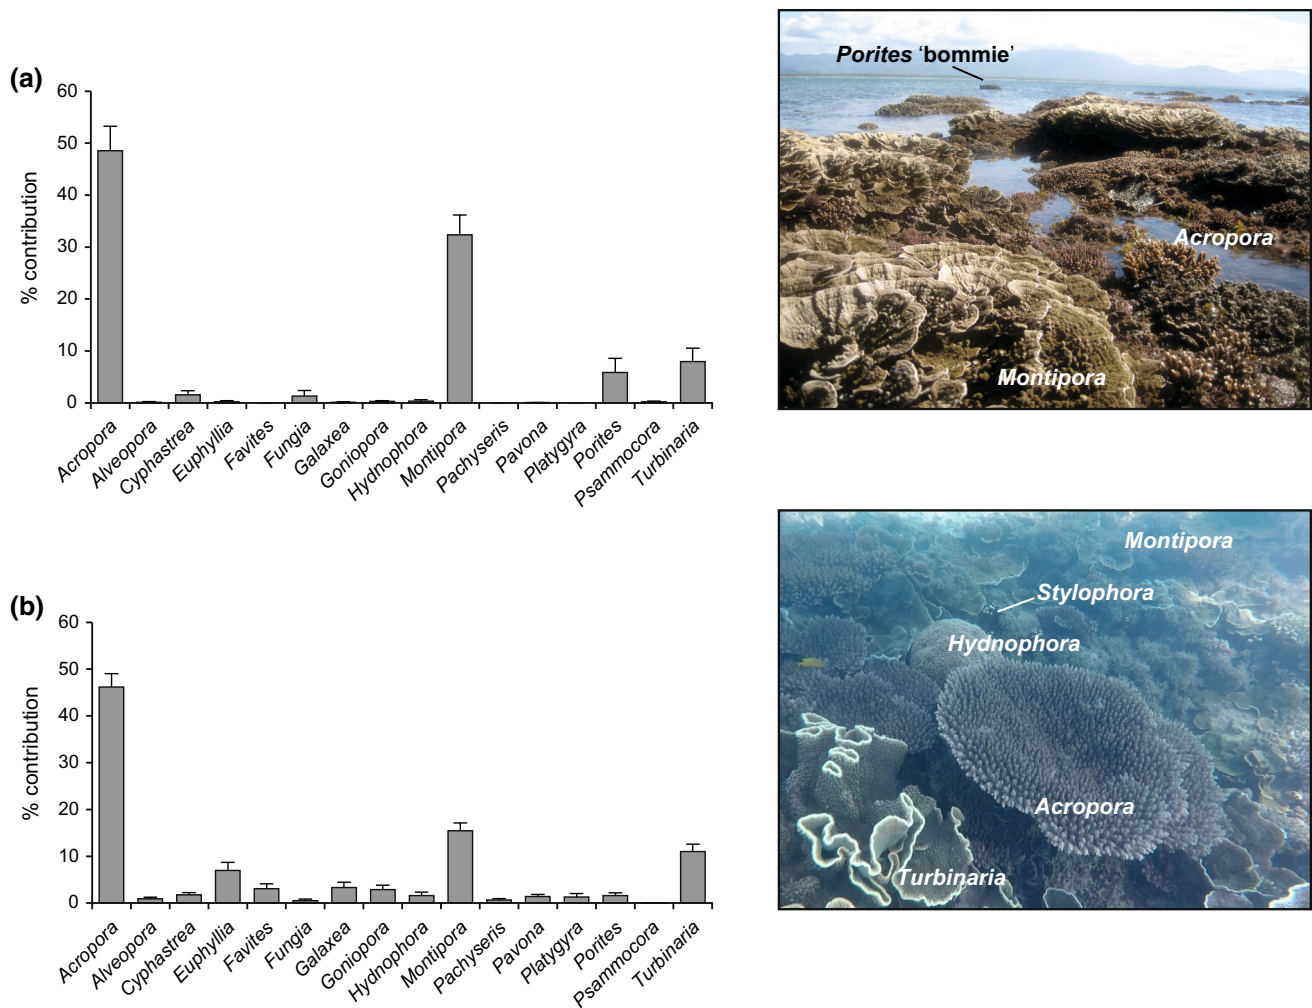 (a)
% contribution
60
50
40
30
20
10
0
Acropora
Alveopora
Cyphastrea
Euphyllia
Favites
Fungia
Galaxea
Goniopora
Hydnophora
Montipora
Pachyseris
Pavona
Platygyra
Porites
Psammocora
Turbinaria
Porites ‘bommie’
Acropora
Montipora
(b)
% contribution
60
50
40
30
20
10
0
Acropora
Alveopora
Cyphastrea
Euphyllia
Favites
Fungia
Galaxea
Goniopora
Hydnophora
Montipora
Pachyseris
Pavona
Platygyra
Porites
Psammocora
Turbinaria
Montipora
Stylophora
Hydnophora
Acropora
Turbinaria